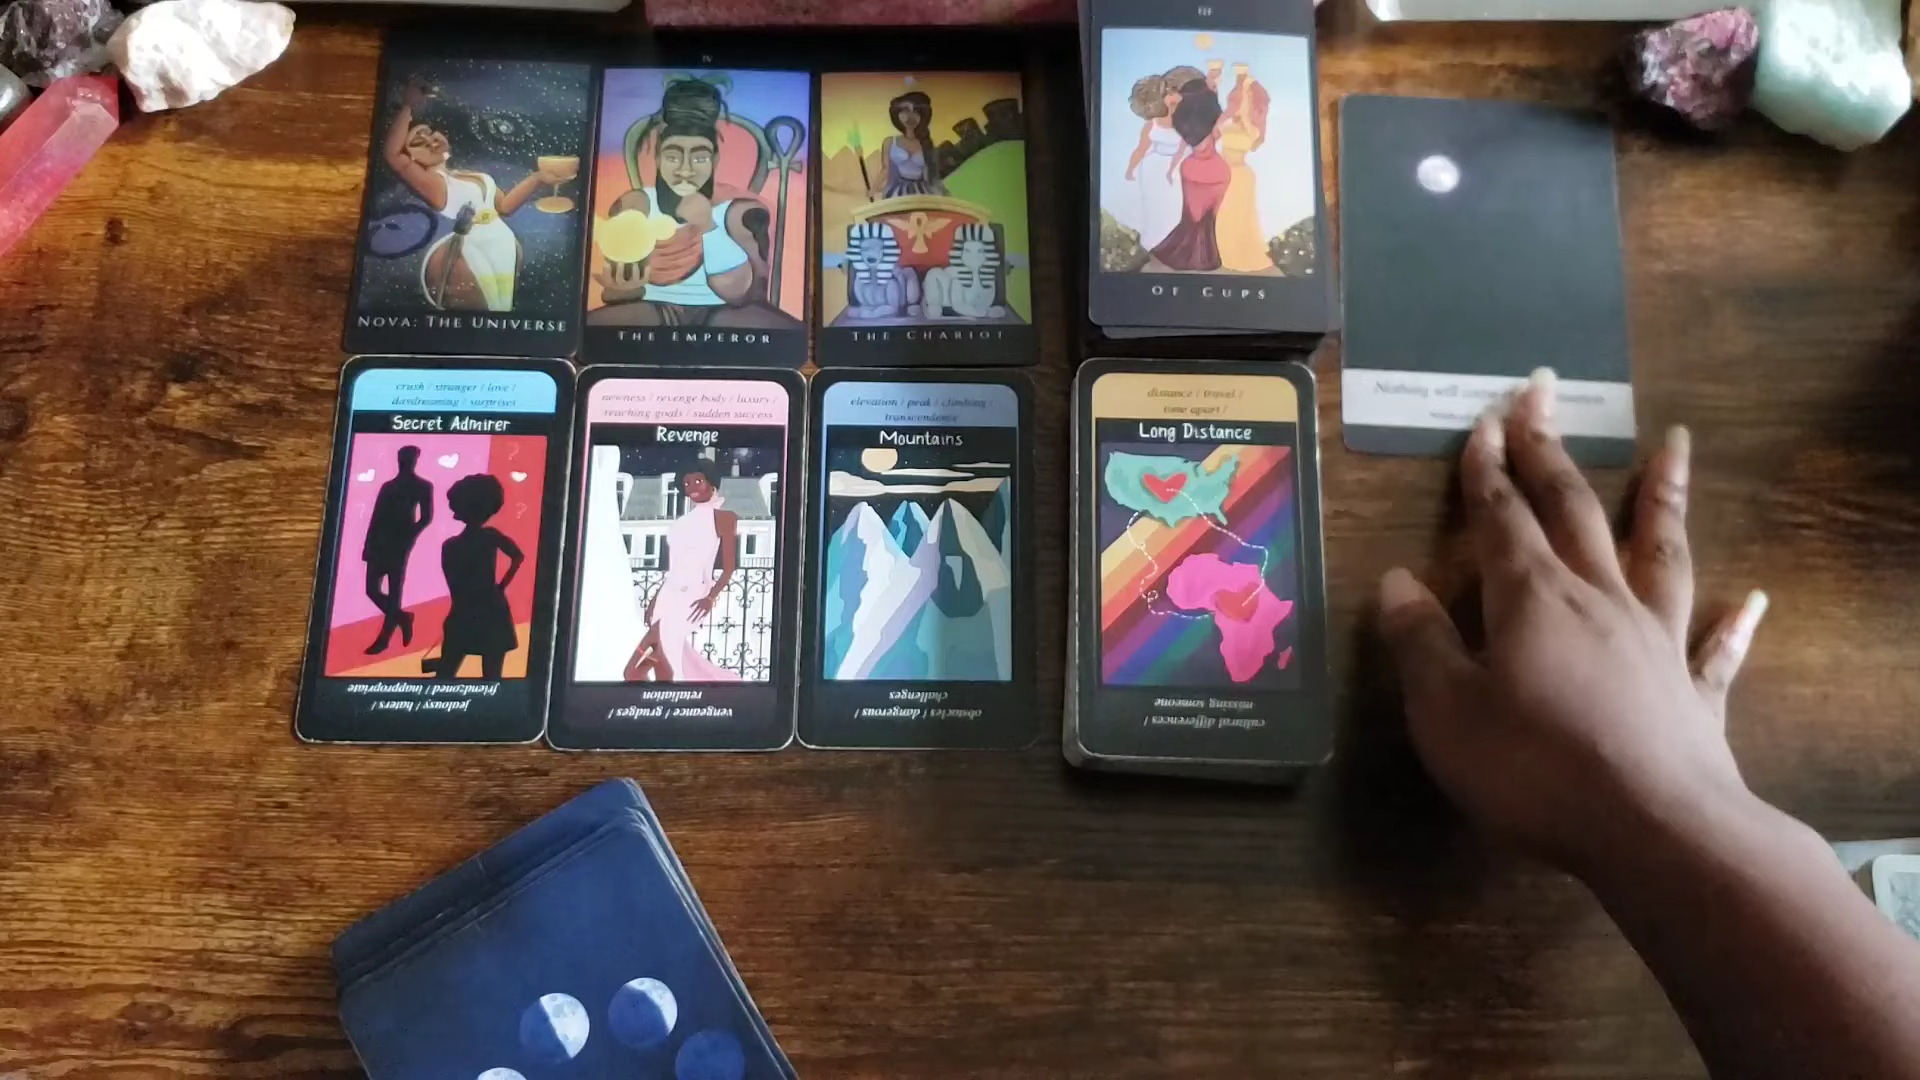 IV
III
NOVA: THE UNIVERSE
THE EMPEROR
THE CHARIOT
OF CUPS
crush / stranger / love /
daydreaming / surprises
Secret Admirer
jealousy / haters /
friendzoned / inappropriate
newness / revenge body / luxury /
reaching goals / sudden success
Revenge
vengeance / grudges /
retaliation
elevation / peak / climbing /
transcendence
Mountains
obstacles / dangerous /
challenges
distance / travel /
time apart /
Long Distance
cultural differences /
missing someone
Nothing will